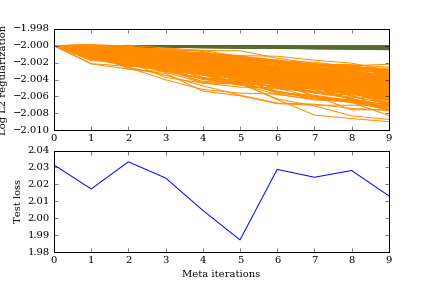 −1.998
−2.000
−2.002
−2.004
−2.006
−2.008
−2.010
Log L2 regularization
0 1 2 3 4 5 6 7 8 9
2.04
2.03
2.02
2.01
2.00
1.99
1.98
Test loss
0 1 2 3 4 5 6 7 8 9
Meta iterations